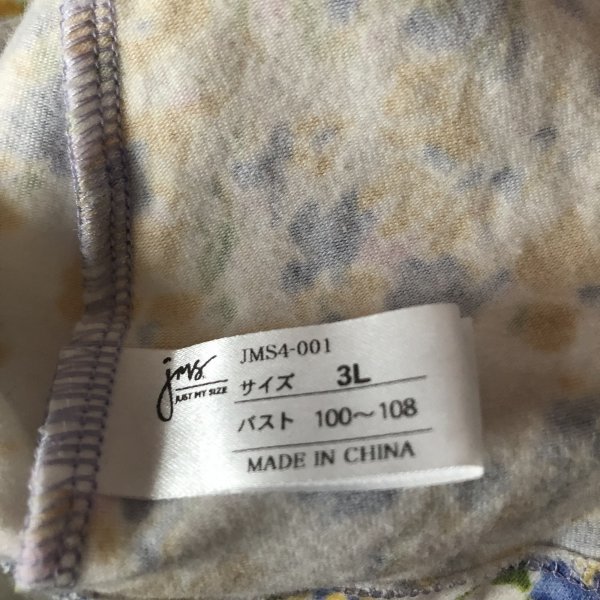 jms
JUST MY SIZE
JMS4-001
サイズ 3L
バスト 100〜108
MADE IN CHINA